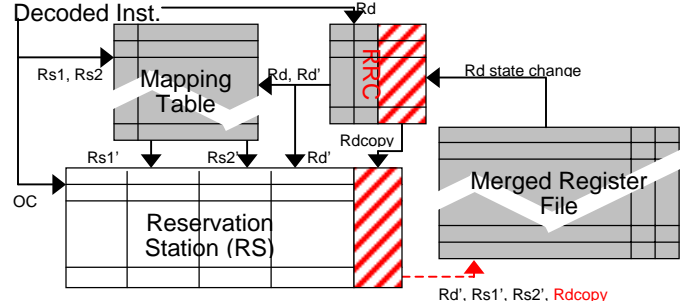 Decoded Inst.
Rd
Rs1, Rs2
Mapping
Table
Rd, Rd'
RRC
Rd state change
Rdcopy
Rs1'
Rs2'
Rd'
OC
Reservation
Station (RS)
Merged Register
File
Rd', Rs1', Rs2', Rdcopy